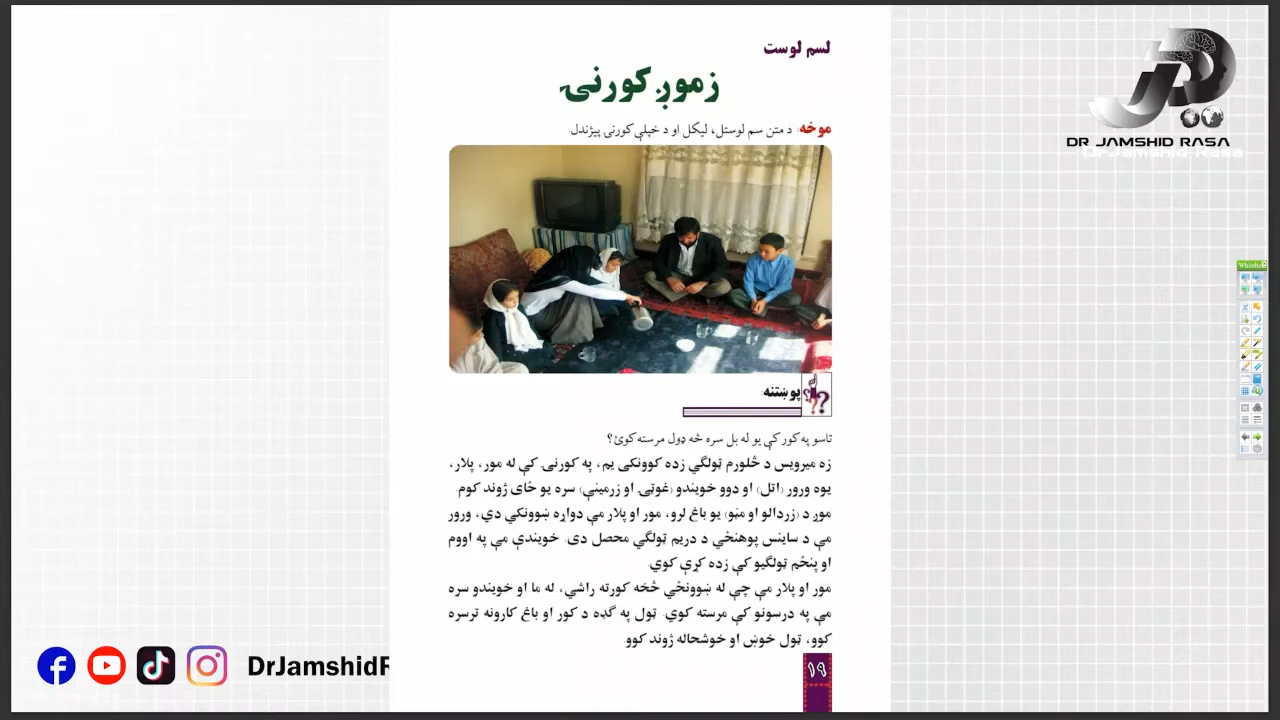 لسم لوست
زموږ کورنۍ
موخه: د متن سم لوستل، لیکل او د خپلې کورنۍ پېژندل.
پوښتنه:
تاسو په کور کې یو له بل سره څه ډول مرسته کوئ؟
زه میرویس د څلورم ټولګي زده کوونکی یم، په کورنۍ کې له مور، پلار،
یوه ورور (اتل) او دوو خویندو (غوټۍ او زرمینې) سره یو ځای ژوند کوم
موږ د (زردالو او مڼو) یو باغ لرو، مور او پلار مې دواړه ښوونکي دي، ورور
مې د ساینس پوهنځي د دریم ټولګي محصل دی. خویندې مې په اووم
او پنځم ټولګیو کې زده کړې کوي.
مور او پلار مې چې له ښوونځي څخه کورته راشي، له ما او خویندو سره
مې په درسونو کې مرسته کوي. ټول په ګډه د کور او باغ کارونه ترسره
کوو، ټول خوښ او خوشحاله ژوند کوو.
۱۹
DR JAMSHID RASA
Dr Jamshid Rasa
Whitebo
DrJamshidR